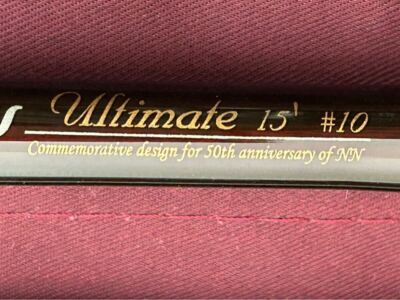 Ultimate 15' #10
Commemorative design for 50th anniversary of NN